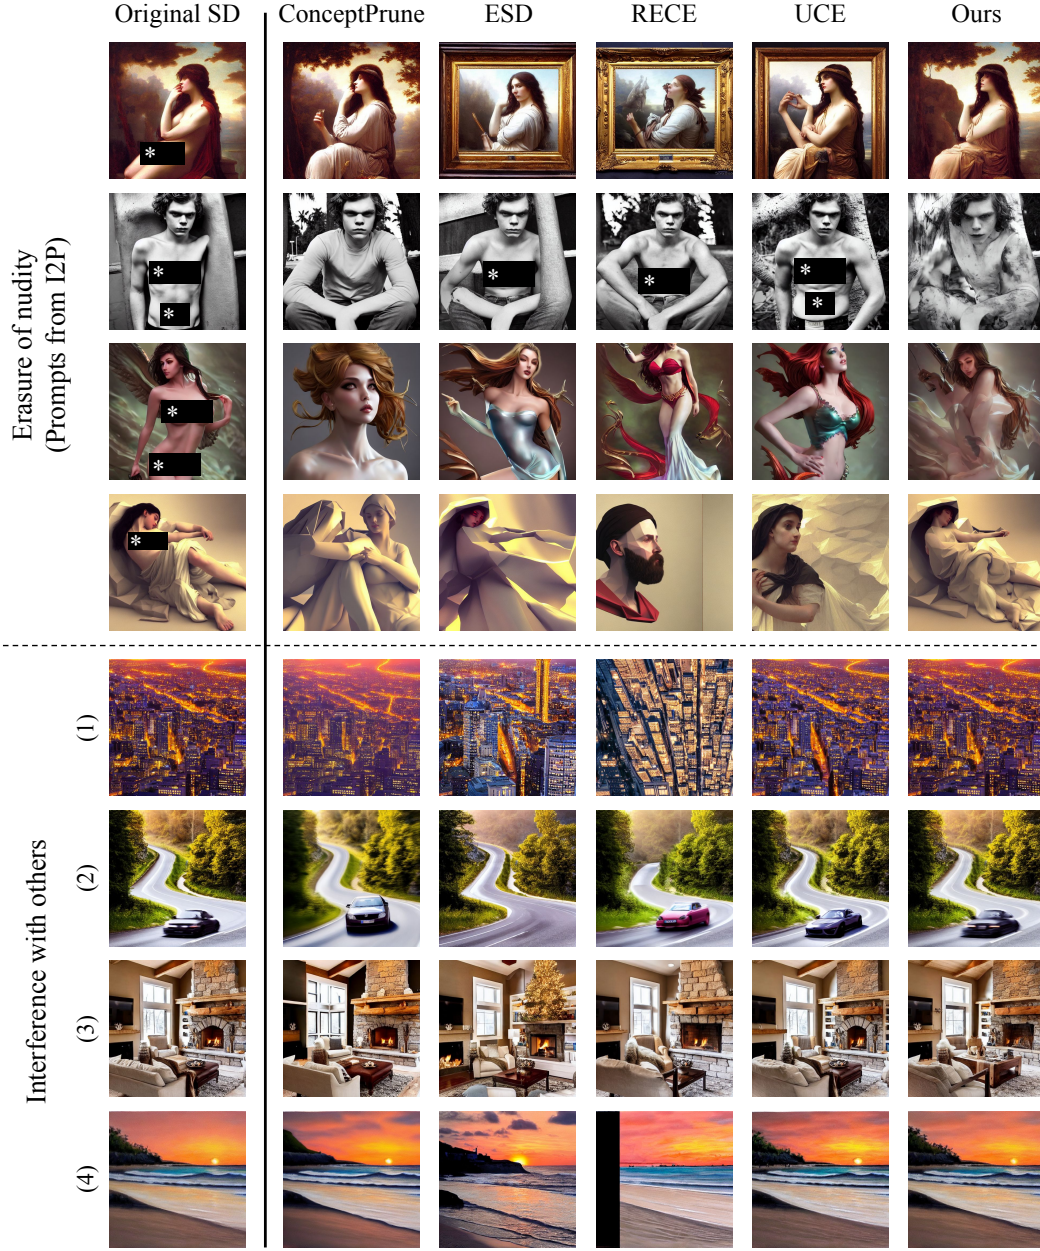 Original SD
ConceptPrune
ESD
RECE
UCE
Ours
Erasure of nudity
(Prompts from I2P)
*
*
*
*
*
*
*
*
*
*
Interference with others
(1)
(2)
(3)
(4)